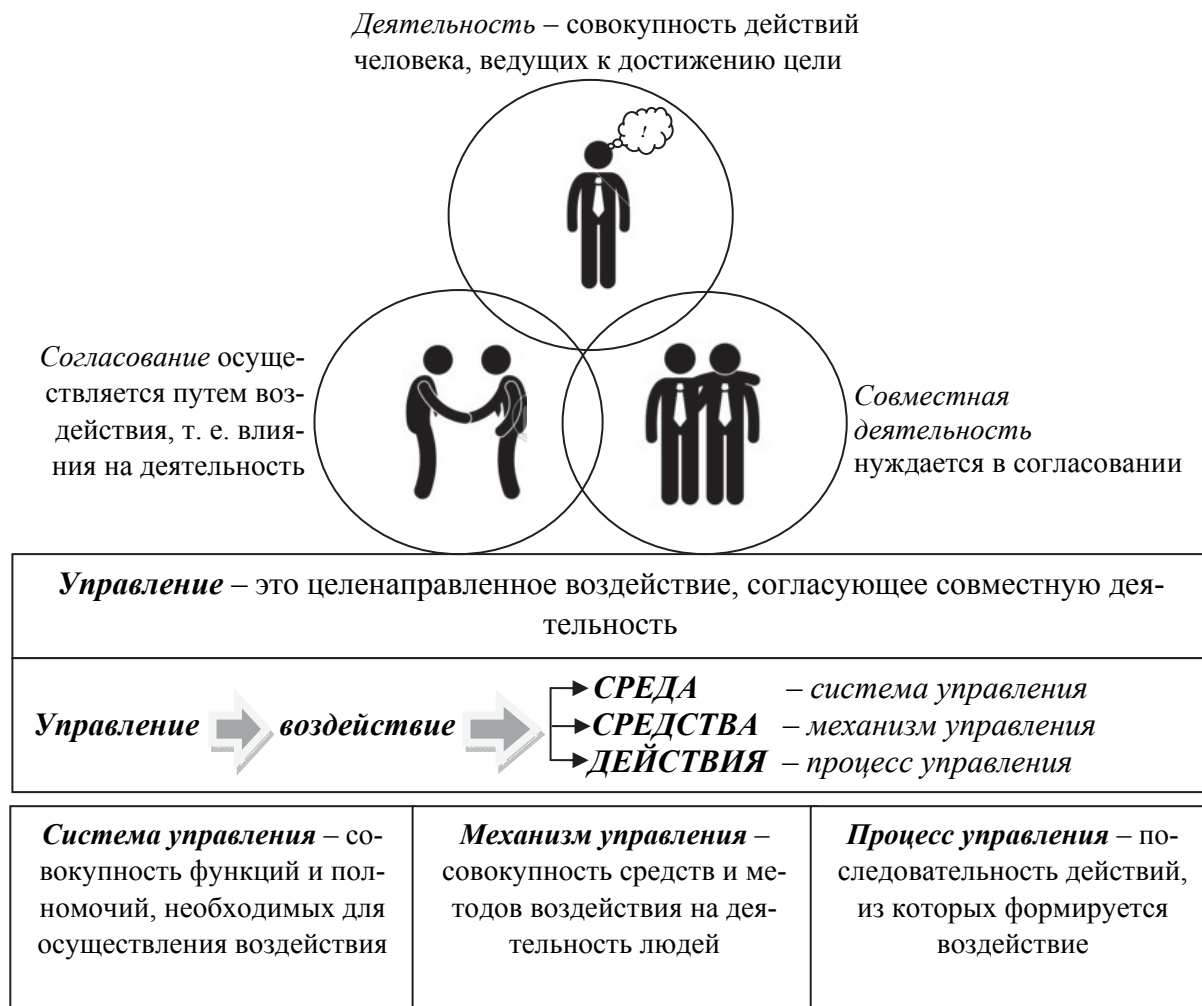 Деятельность – совокупность действий
человека, ведущих к достижению цели
!
Согласование осуще-
ствляется путем воз-
действия, т. е. влия-
ния на деятельность
Совместная
деятельность
нуждается в согласовании
Управление – это целенаправленное воздействие, согласующее совместную дея-
тельность
Управление воздействие
СРЕДА – система управления
СРЕДСТВА – механизм управления
ДЕЙСТВИЯ – процесс управления
Система управления – со-
вокупность функций и пол-
номочий, необходимых для
осуществления воздействия
Механизм управления –
совокупность средств и ме-
тодов воздействия на дея-
тельность людей
Процесс управления – по-
следовательность действий,
из которых формируется
воздействие